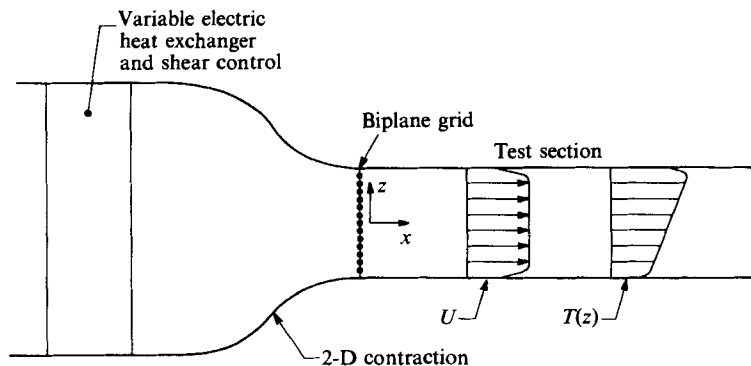 Variable electric
heat exchanger
and shear control
Biplane grid
Test section
z
x
U
T(z)
2-D contraction